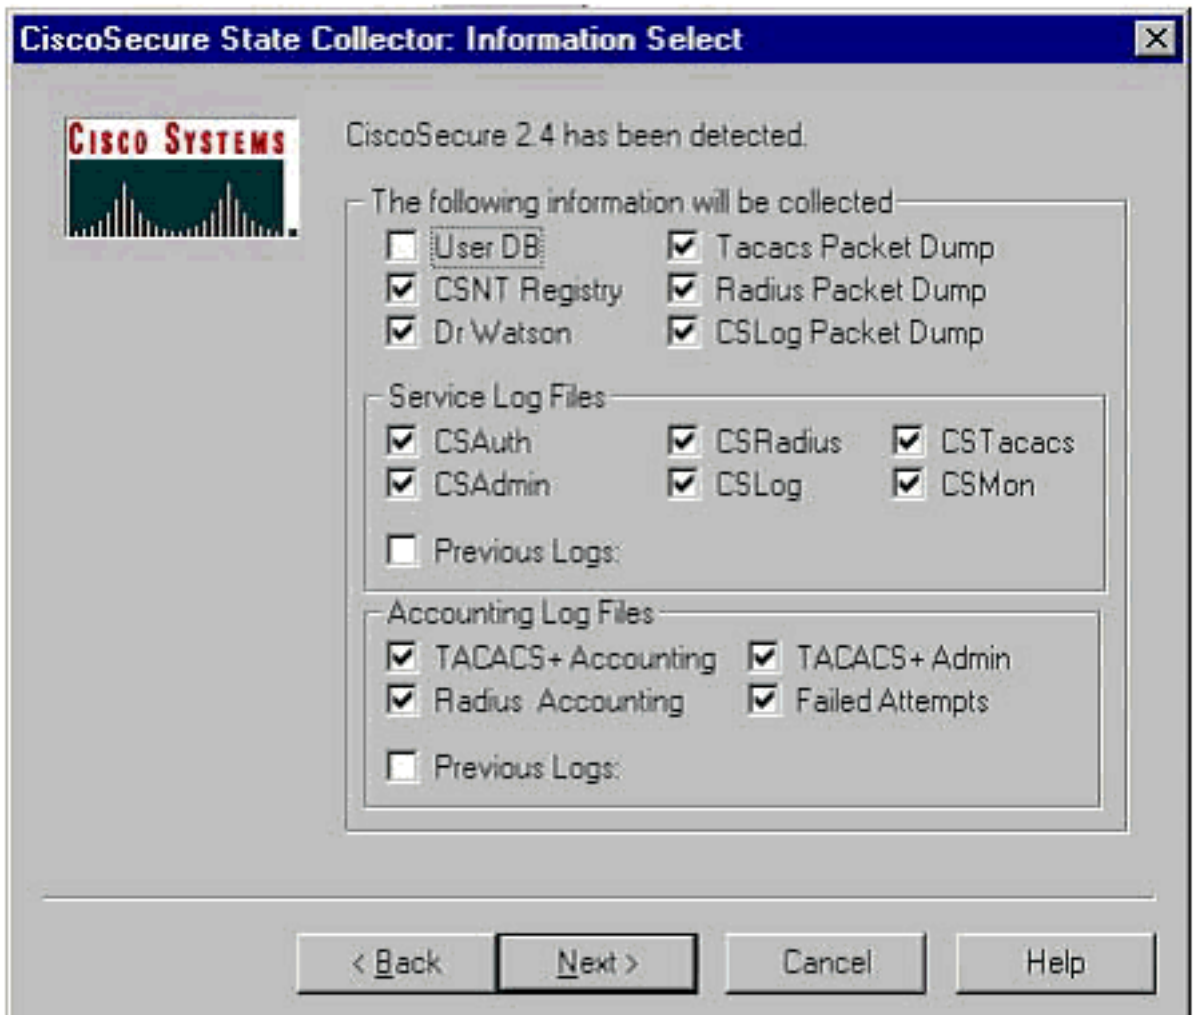 CiscoSecure State Collector: Information Select
CISCO SYSTEMS
CiscoSecure 2.4 has been detected.
The following information will be collected
User DB Tacacs Packet Dump
CSNT Registry Radius Packet Dump
Dr Watson CSLog Packet Dump
Service Log Files
CSAuth CSRadius CSTacacs
CSAdmin CSLog CSMon
Previous Logs:
Accounting Log Files
TACACS+ Accounting TACACS+ Admin
Radius Accounting Failed Attempts
Previous Logs:
< Back Next > Cancel Help